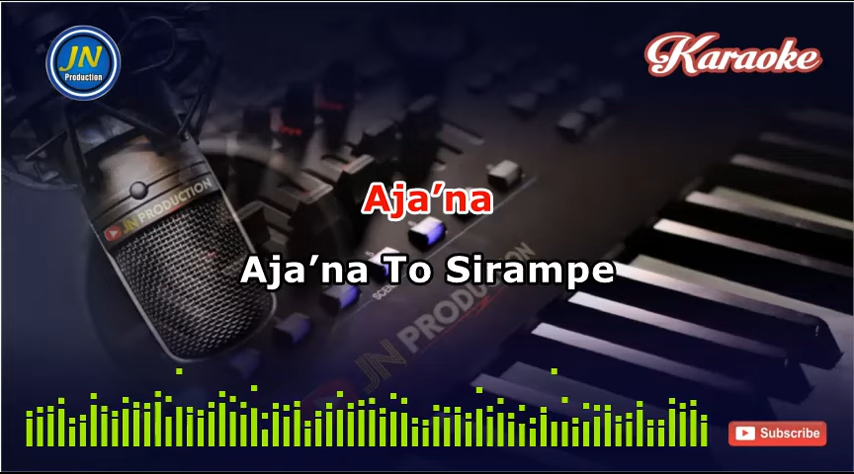 JN
Production
Karaoke
JN PRODUCTION
Aja’na
Aja’na To Sirampe
JN PRODUCTION
Subscribe